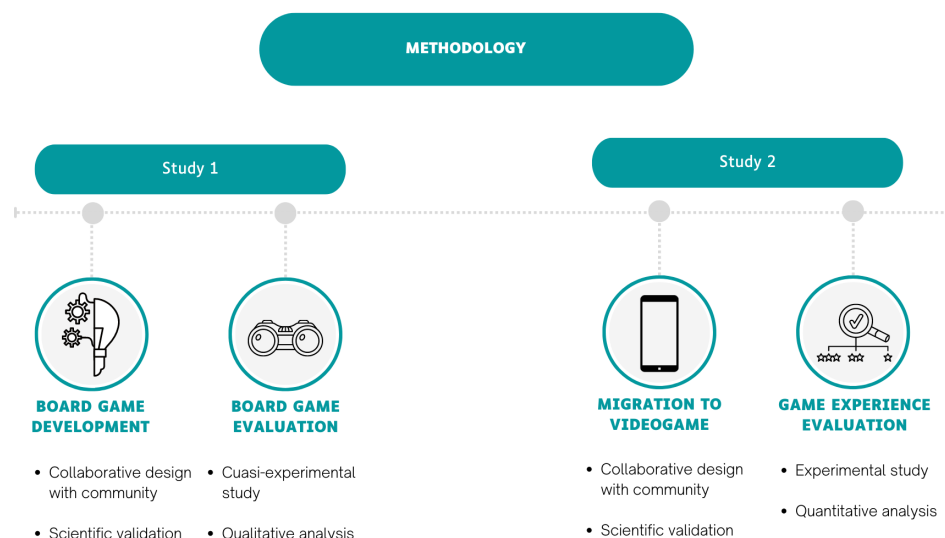 METHODOLOGY
Study 1
Study 2
BOARD GAME
DEVELOPMENT
• Collaborative design
with community
• Scientific validation
BOARD GAME
EVALUATION
• Cuasi-experimental
study
• Qualitative analysis
MIGRATION TO
VIDEOGAME
• Collaborative design
with community
• Scientific validation
GAME EXPERIENCE
EVALUATION
• Experimental study
• Quantitative analysis